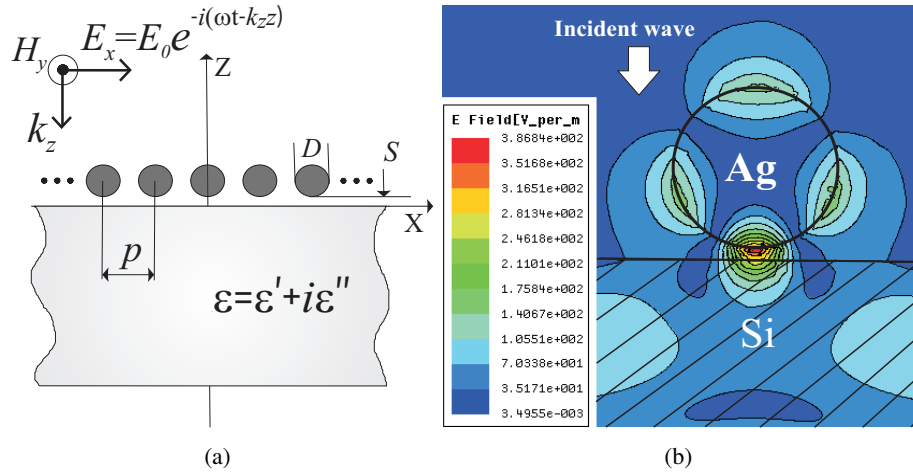 E_x=E_0e^{-i(ωt-k_z z)}
H_y
k_z
Z
D
S
X
p
ε=ε'+iε''
(a)
Incident wave
E Field[V_per_m
3.8684e+002
3.5168e+002
3.1651e+002
2.8134e+002
2.4618e+002
2.1101e+002
1.7584e+002
1.4067e+002
1.0551e+002
7.0338e+001
3.5171e+001
3.4955e-003
Ag
Si
(b)